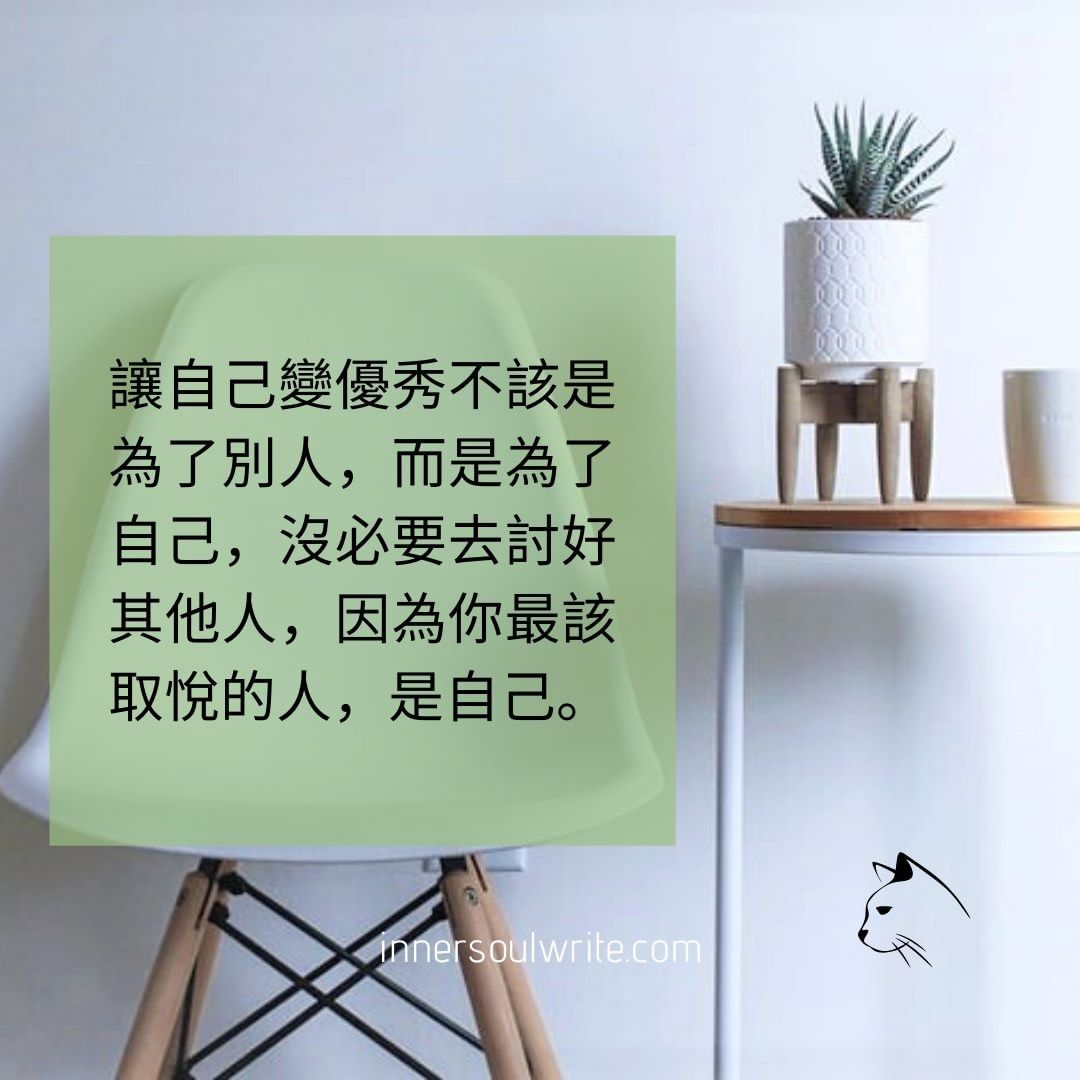 讓自己變優秀不該是
為了別人，而是為了
自己，沒必要去討好
其他人，因為你最該
取悅的人，是自己。
innersoulwrite.com